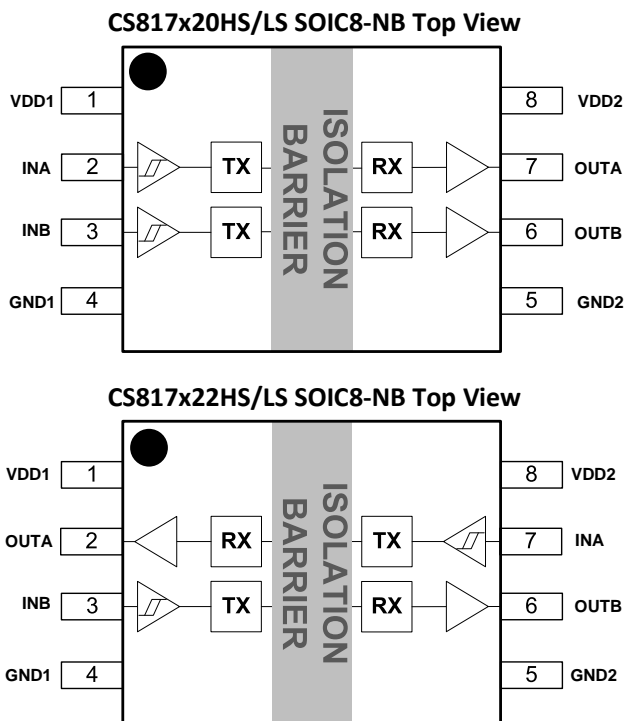 CS817x20HS/LS SOIC8-NB Top View
VDD1 1 8 VDD2
INA 2 TX RX 7 OUTA
INB 3 TX RX 6 OUTB
GND1 4 5 GND2
ISOLATION
BARRIER
CS817x22HS/LS SOIC8-NB Top View
VDD1 1 8 VDD2
OUTA 2 RX TX 7 INA
INB 3 TX RX 6 OUTB
GND1 4 5 GND2
ISOLATION
BARRIER